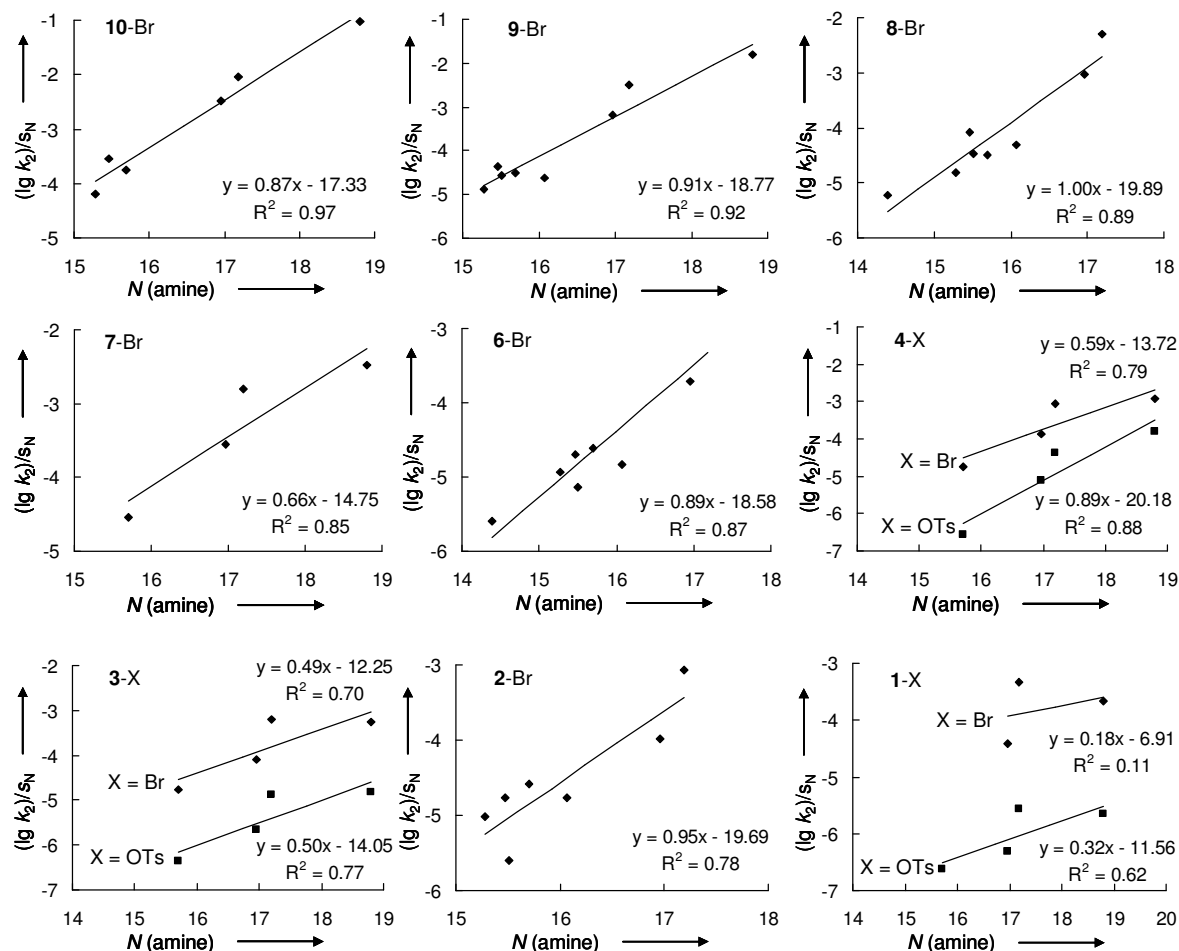 10-Br
(lg k2)/sN
-1
-2
-3
-4
-5
y = 0.87x - 17.33
R² = 0.97
15 16 17 18 19
N (amine)
9-Br
(lg k2)/sN
-1
-2
-3
-4
-5
-6
y = 0.91x - 18.77
R² = 0.92
15 16 17 18 19
N (amine)
8-Br
(lg k2)/sN
-2
-3
-4
-5
-6
y = 1.00x - 19.89
R² = 0.89
14 15 16 17 18
N (amine)
7-Br
(lg k2)/sN
-2
-3
-4
-5
y = 0.66x - 14.75
R² = 0.85
15 16 17 18 19
N (amine)
6-Br
(lg k2)/sN
-3
-4
-5
-6
y = 0.89x - 18.58
R² = 0.87
14 15 16 17 18
N (amine)
4-X
(lg k2)/sN
-1
-2
-3
-4
-5
-6
-7
y = 0.59x - 13.72
R² = 0.79
X = Br
X = OTs
y = 0.89x - 20.18
R² = 0.88
14 15 16 17 18 19
N (amine)
3-X
(lg k2)/sN
-2
-3
-4
-5
-6
-7
y = 0.49x - 12.25
R² = 0.70
X = Br
X = OTs
y = 0.50x - 14.05
R² = 0.77
14 15 16 17 18 19
N (amine)
2-Br
(lg k2)/sN
-3
-4
-5
-6
y = 0.95x - 19.69
R² = 0.78
15 16 17 18
N (amine)
1-X
(lg k2)/sN
-3
-4
-5
-6
-7
X = Br
y = 0.18x - 6.91
R² = 0.11
X = OTs
y = 0.32x - 11.56
R² = 0.62
14 15 16 17 18 19 20
N (amine)